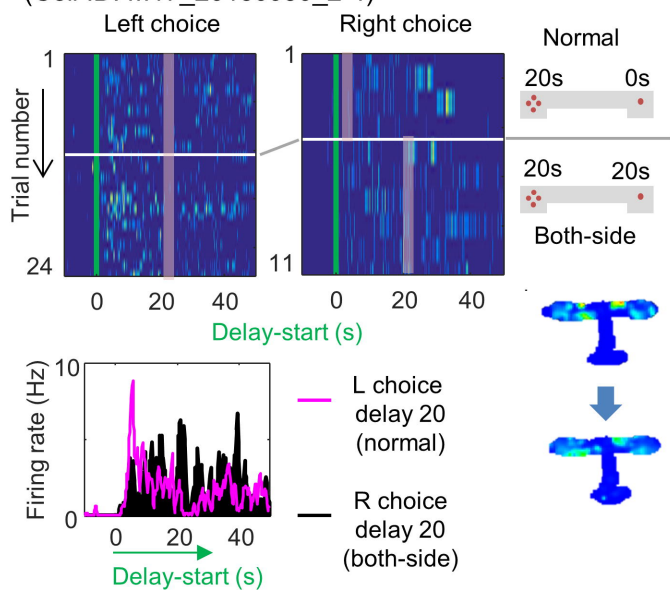 Left choice
Right choice
1
24
Trial number
0
20
40
1
11
0
20
40
Delay-start (s)
Normal
20s
0s
20s
20s
Both-side
10
0
Firing rate (Hz)
0
20
40
Delay-start (s)
L choice
delay 20
(normal)
R choice
delay 20
(both-side)